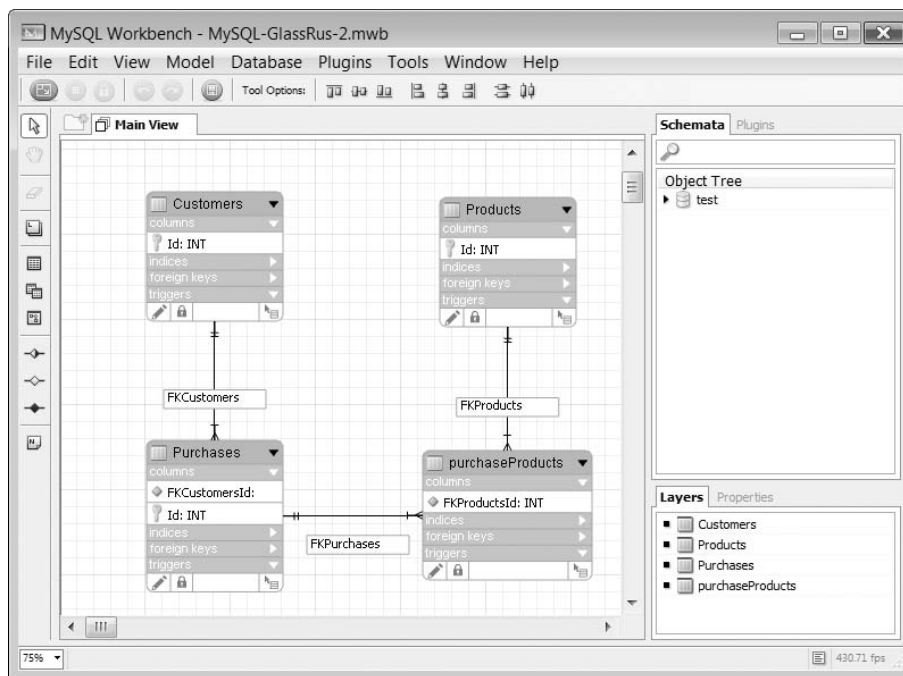 MySQL Workbench - MySQL-GlassRus-2.mwb
File Edit View Model Database Plugins Tools Window Help
Tool Options:
Main View
Schemata Plugins
Object Tree
test
Customers
columns
Id: INT
indices
foreign keys
triggers
Products
columns
Id: INT
indices
foreign keys
triggers
FKCustomers
FKProducts
Purchases
columns
FKCustomersId:
Id: INT
indices
foreign keys
triggers
FKPurchases
purchaseProducts
columns
FKProductsId: INT
indices
foreign keys
triggers
Layers Properties
Customers
Products
Purchases
purchaseProducts
75%
430.71 fps